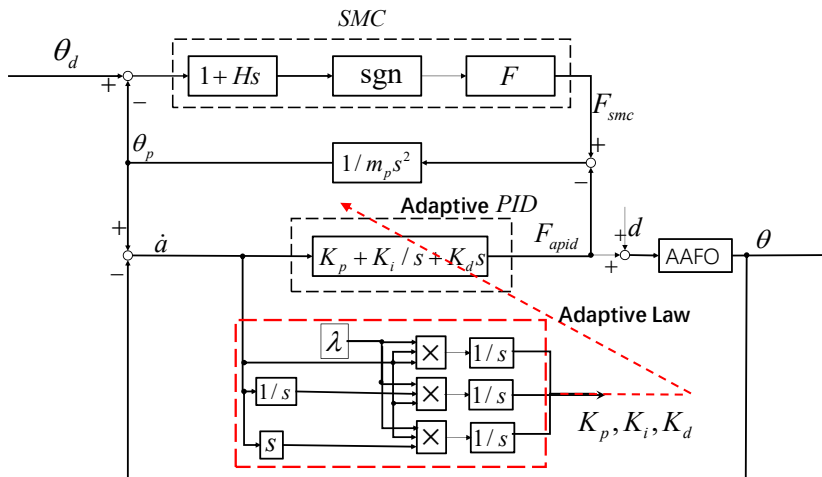 SMC
θ_d
+
−
1 + Hs
sgn
F
F_smc
θ_p
1/ m_p s²
+
−
Adaptive PID
+
−
ȧ
K_p + K_i / s + K_d s
F_apid
+
+
d
AAFO
θ
Adaptive Law
λ
×
1/ s
1/ s
×
1/ s
s
×
1/ s
K_p , K_i , K_d